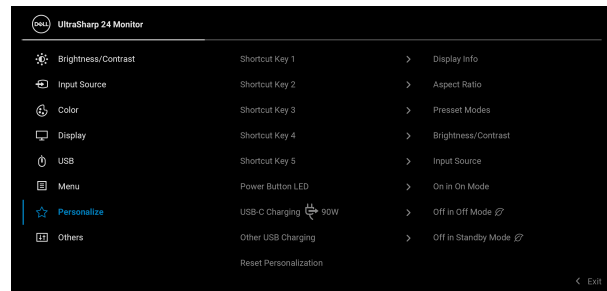 DELL UltraSharp 24 Monitor
Brightness/Contrast Shortcut Key 1 > Display Info
Input Source Shortcut Key 2 > Aspect Ratio
Color Shortcut Key 3 > Presset Modes
Display Shortcut Key 4 > Brightness/Contrast
USB Shortcut Key 5 > Input Source
Menu Power Button LED > On in On Mode
Personalize USB-C Charging 90W > Off in Off Mode
Others Other USB Charging > Off in Standby Mode
Reset Personalization
< Exit